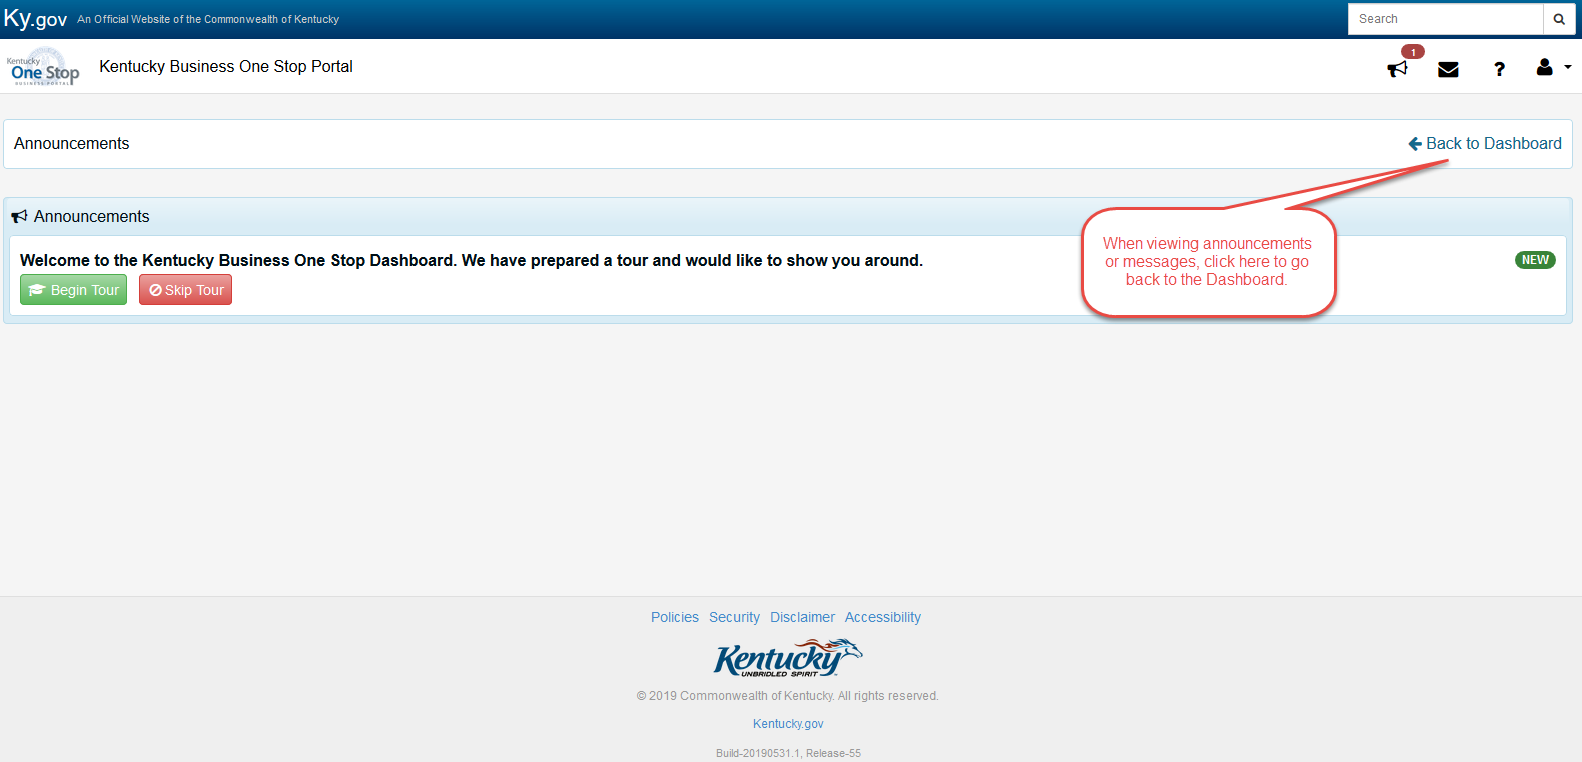 Ky.gov An Official Website of the Commonwealth of Kentucky
Search
Kentucky
One Stop
BUSINESS PORTAL
Kentucky Business One Stop Portal
1
?
Announcements
Back to Dashboard
Announcements
Welcome to the Kentucky Business One Stop Dashboard. We have prepared a tour and would like to show you around.
NEW
Begin Tour Skip Tour
When viewing announcements
or messages, click here to go
back to the Dashboard.
Policies Security Disclaimer Accessibility
Kentucky
UNBRIDLED SPIRIT
© 2019 Commonwealth of Kentucky. All rights reserved.
Kentucky.gov
Build-20190531.1, Release-55